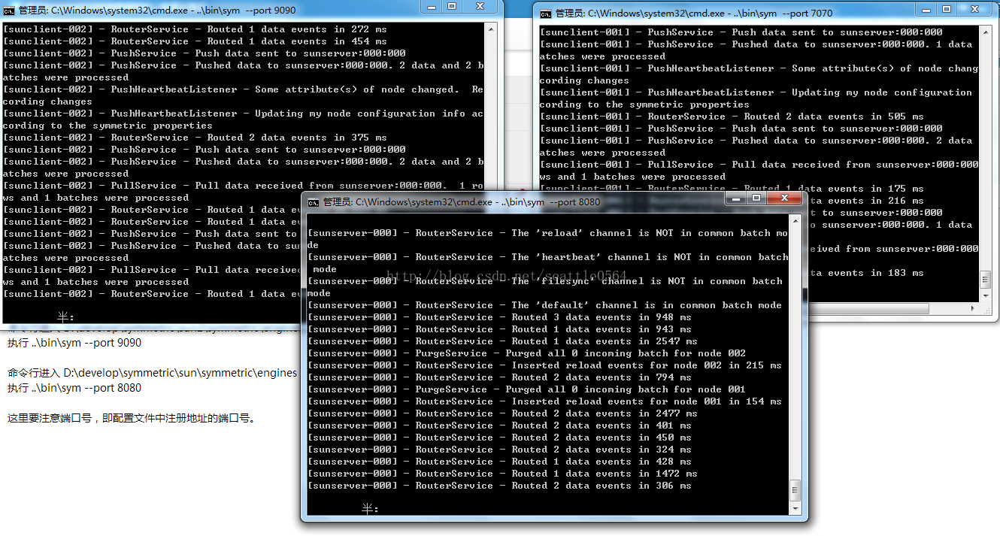 管理员: C:\Windows\system32\cmd.exe - ..\bin\sym  --port 9090
[sunclient-002] - RouterService - Routed 1 data events in 272 ms
[sunclient-002] - RouterService - Routed 1 data events in 454 ms
[sunclient-002] - PushService - Push data sent to sunserver:000:000
[sunclient-002] - PushService - Pushed data to sunserver:000:000. 2 data and 2 b
atches were processed
[sunclient-002] - PushHeartbeatListener - Some attribute(s) of node changed.  Re
cording changes
[sunclient-002] - PushHeartbeatListener - Updating my node configuration info ac
cording to the symmetric properties
[sunclient-002] - RouterService - Routed 2 data events in 375 ms
[sunclient-002] - PushService - Push data sent to sunserver:000:000
[sunclient-002] - PushService - Pushed data to sunserver:000:000. 2 data and 2 b
atches were processed
[sunclient-002] - PullService - Pull data received from sunserver:000:000.  1 ro
ws and 1 batches were processed
[sunclient-002] - RouterService - Routed 1 data ev
[sunclient-002] - RouterService - Routed 1 data ev
[sunclient-002] - PushService - Push data sent to
[sunclient-002] - PushService - Pushed data to sun
atches were processed
[sunclient-002] - PullService - Pull data received
ws and 1 batches were processed
[sunclient-002] - RouterService - Routed 1 data ev
半:
管理员: C:\Windows\system32\cmd.exe - ..\bin\sym  --port 7070
[sunclient-001] - PushService - Push data sent to sunserver:000:000
[sunclient-001] - PushService - Pushed data to sunserver:000:000. 1 data
atches were processed
[sunclient-001] - PushHeartbeatListener - Some attribute(s) of node chang
cording changes
[sunclient-001] - PushHeartbeatListener - Updating my node configuration
cording to the symmetric properties
[sunclient-001] - RouterService - Routed 2 data events in 505 ms
[sunclient-001] - PushService - Push data sent to sunserver:000:000
[sunclient-001] - PushService - Pushed data to sunserver:000:000. 2 data
atches were processed
[sunclient-001] - PullService - Pull data received from sunserver:000:000
ws and 1 batches were processed
[sunclient-001] - RouterService - Routed 1 data events in 175 ms
ta events in 216 ms
t to sunserver:000:000
o sunserver:000:000. 1 data
eived from sunserver:000:000
ta events in 183 ms
管理员: C:\Windows\system32\cmd.exe - ..\bin\sym  --port 8080
[sunserver-000] - RouterService - The 'reload' channel is NOT in common batch mo
de
[sunserver-000] - RouterService - The 'heartbeat' channel is NOT in common batch
mode
http://blog.csdn.net/seattle0564
[sunserver-000] - RouterService - The 'filesync' channel is NOT in common batch
mode
[sunserver-000] - RouterService - The 'default' channel is in common batch mode
[sunserver-000] - RouterService - Routed 3 data events in 948 ms
[sunserver-000] - RouterService - Routed 1 data events in 943 ms
[sunserver-000] - RouterService - Routed 1 data events in 2547 ms
[sunserver-000] - PurgeService - Purged all 0 incoming batch for node 002
[sunserver-000] - RouterService - Inserted reload events for node 002 in 215 ms
[sunserver-000] - RouterService - Routed 2 data events in 794 ms
[sunserver-000] - PurgeService - Purged all 0 incoming batch for node 001
[sunserver-000] - RouterService - Inserted reload events for node 001 in 154 ms
[sunserver-000] - RouterService - Routed 2 data events in 2477 ms
[sunserver-000] - RouterService - Routed 2 data events in 401 ms
[sunserver-000] - RouterService - Routed 2 data events in 450 ms
[sunserver-000] - RouterService - Routed 2 data events in 324 ms
[sunserver-000] - RouterService - Routed 1 data events in 428 ms
[sunserver-000] - RouterService - Routed 1 data events in 1472 ms
[sunserver-000] - RouterService - Routed 2 data events in 306 ms
半:
执行 ..\bin\sym --port 9090
命令行进入 D:\develop\symmetric\sun\symmetric\engines
执行 ..\bin\sym --port 8080
这里要注意端口号，即配置文件中注册地址的端口号。